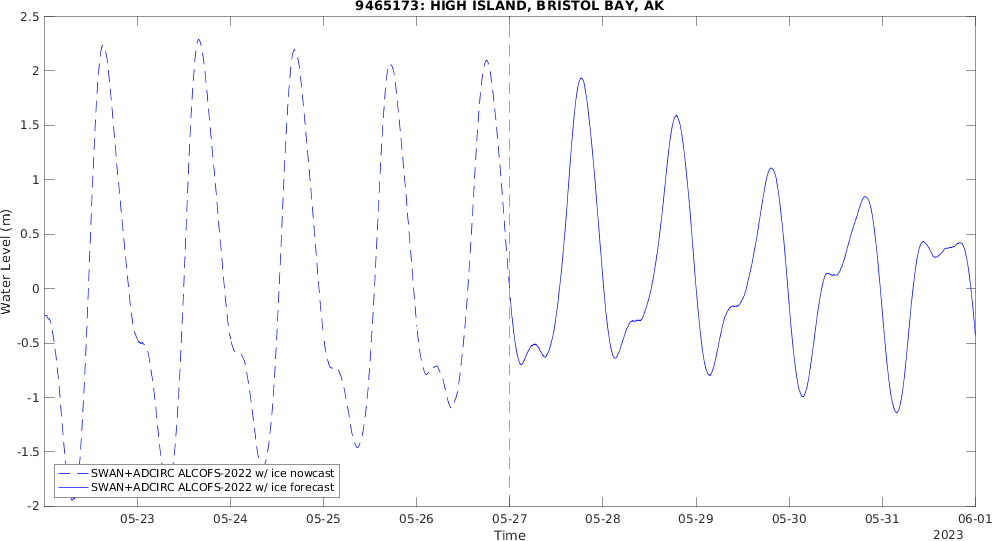 9465173: HIGH ISLAND, BRISTOL BAY, AK
2.5
2
1.5
1
0.5
0
-0.5
-1
-1.5
-2
Water Level (m)
SWAN+ADCIRC ALCOFS-2022 w/ ice nowcast
SWAN+ADCIRC ALCOFS-2022 w/ ice forecast
05-23 05-24 05-25 05-26 05-27 05-28 05-29 05-30 05-31 06-01
Time
2023